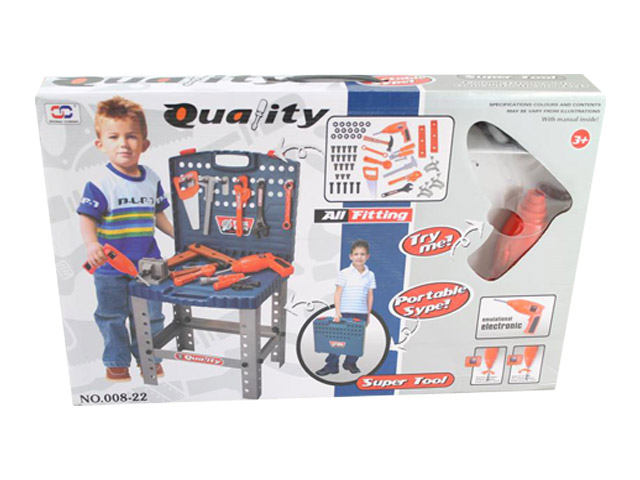 Quality
Super Tool
SPECIFICATIONS COLOURS AND CONTENTS
MAY BE VARY FROM ILLUSTRATIONS
With manual inside!
3+
Quality
All Fitting
Try me!
Portable Sype!
emulational
electronic
Quality
Super Tool
NO.008-22